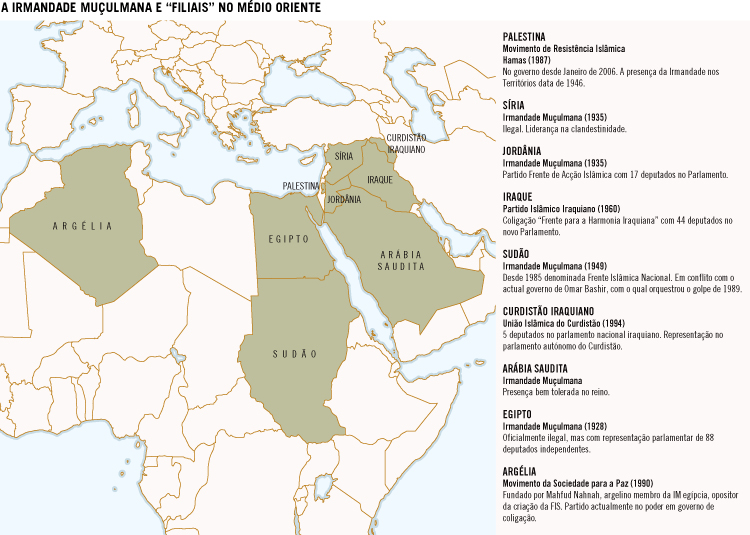 A IRMANDADE MUÇULMANA E “FILIAIS” NO MÉDIO ORIENTE
CURDISTÃO
IRAQUIANO
SÍRIA
IRAQUE
PALESTINA
JORDÂNIA
ARGÉLIA
EGIPTO
ARÁBIA
SAUDITA
SUDÃO
PALESTINA
Movimento de Resistência Islâmica
Hamas (1987)
No governo desde Janeiro de 2006. A presença da Irmandade nos
Territórios data de 1946.
SÍRIA
Irmandade Muçulmana (1935)
Ilegal. Liderança na clandestinidade.
JORDÂNIA
Irmandade Muçulmana (1935)
Partido Frente de Acção Islâmica com 17 deputados no Parlamento.
IRAQUE
Partido Islâmico Iraquiano (1960)
Coligação “Frente para a Harmonia Iraquiana” com 44 deputados no
novo Parlamento.
SUDÃO
Irmandade Muçulmana (1949)
Desde 1985 denominada Frente Islâmica Nacional. Em conflito com o
actual governo de Omar Bashir, com o qual orquestrou o golpe de 1989.
CURDISTÃO IRAQUIANO
União Islâmica do Curdistão (1994)
5 deputados no parlamento nacional iraquiano. Representação no
parlamento autónomo do Curdistão.
ARÁBIA SAUDITA
Irmandade Muçulmana
Presença bem tolerada no reino.
EGIPTO
Irmandade Muçulmana (1928)
Oficialmente ilegal, mas com representação parlamentar de 88
deputados independentes.
ARGÉLIA
Movimento da Sociedade para a Paz (1990)
Fundado por Mahfud Nahnah, argelino membro da IM egípcia, opositor
da criação da FIS. Partido actualmente no poder em governo de
coligação.